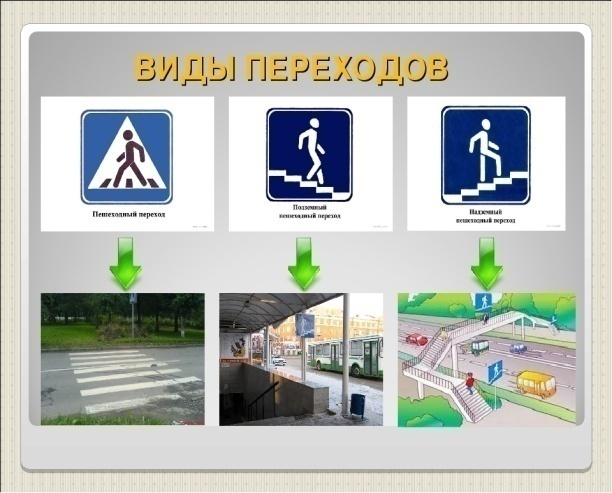 ВИДЫ ПЕРЕХОДОВ
Пешеходный переход
Подземный
пешеходный переход
Надземный
пешеходный переход